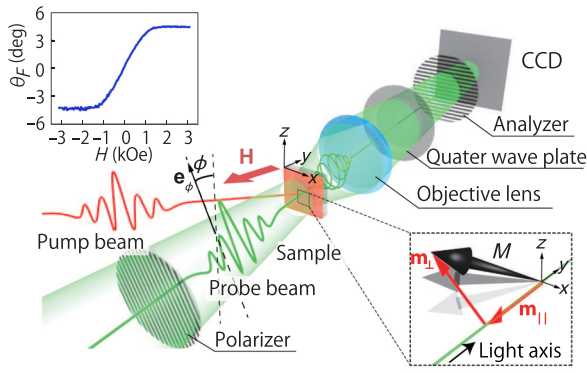 6
3
0
−3
−6
θF (deg)
−3 −2 −1 0 1 2 3
H (kOe)
CCD
Analyzer
Quater wave plate
Objective lens
z
y
x
H
eϕ
ϕ
Pump beam
Sample
Probe beam
Polarizer
m⊥
M
z
y
x
m||
Light axis